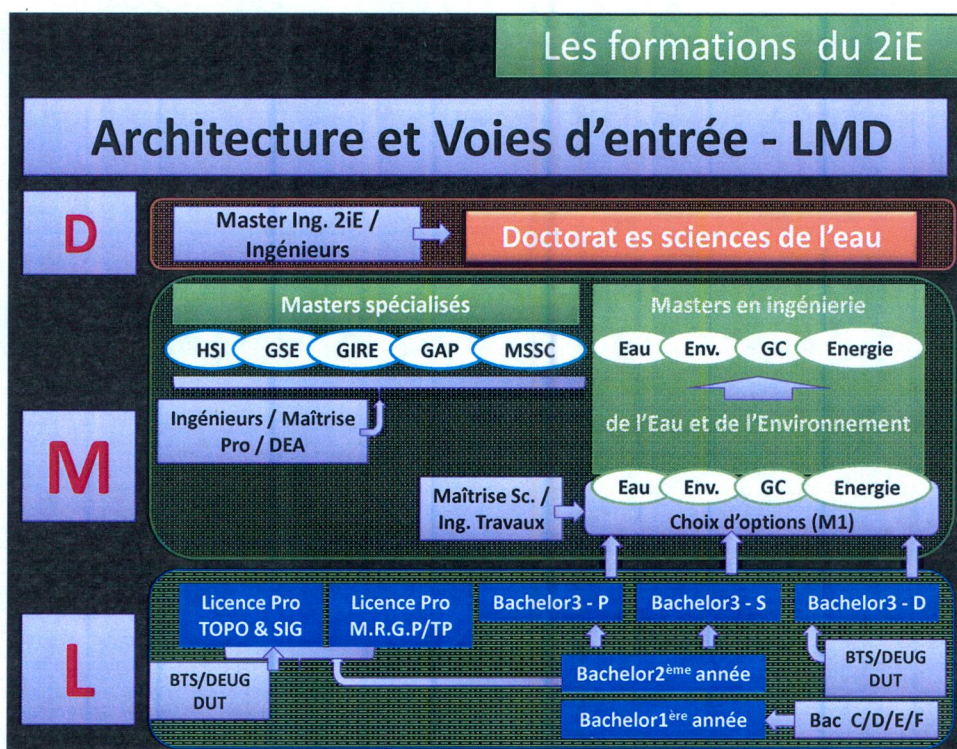 Les formations du 2iE
Architecture et Voies d'entrée - LMD
D
Master Ing. 2iE /
Ingénieurs
Doctorat es sciences de l'eau
M
Masters spécialisés
HSI GSE GIRE GAP MSSC
Ingénieurs / Maîtrise
Pro / DEA
Masters en ingénierie
Eau Env. GC Energie
de l'Eau et de l'Environnement
Eau Env. GC Energie
Maîtrise Sc. /
Ing. Travaux
Choix d'options (M1)
L
Licence Pro
TOPO & SIG
Licence Pro
M.R.G.P/TP
Bachelor3 - P
Bachelor3 - S
Bachelor3 - D
BTS/DEUG
DUT
Bachelor2ème année
BTS/DEUG
DUT
Bachelor1ère année
Bac C/D/E/F